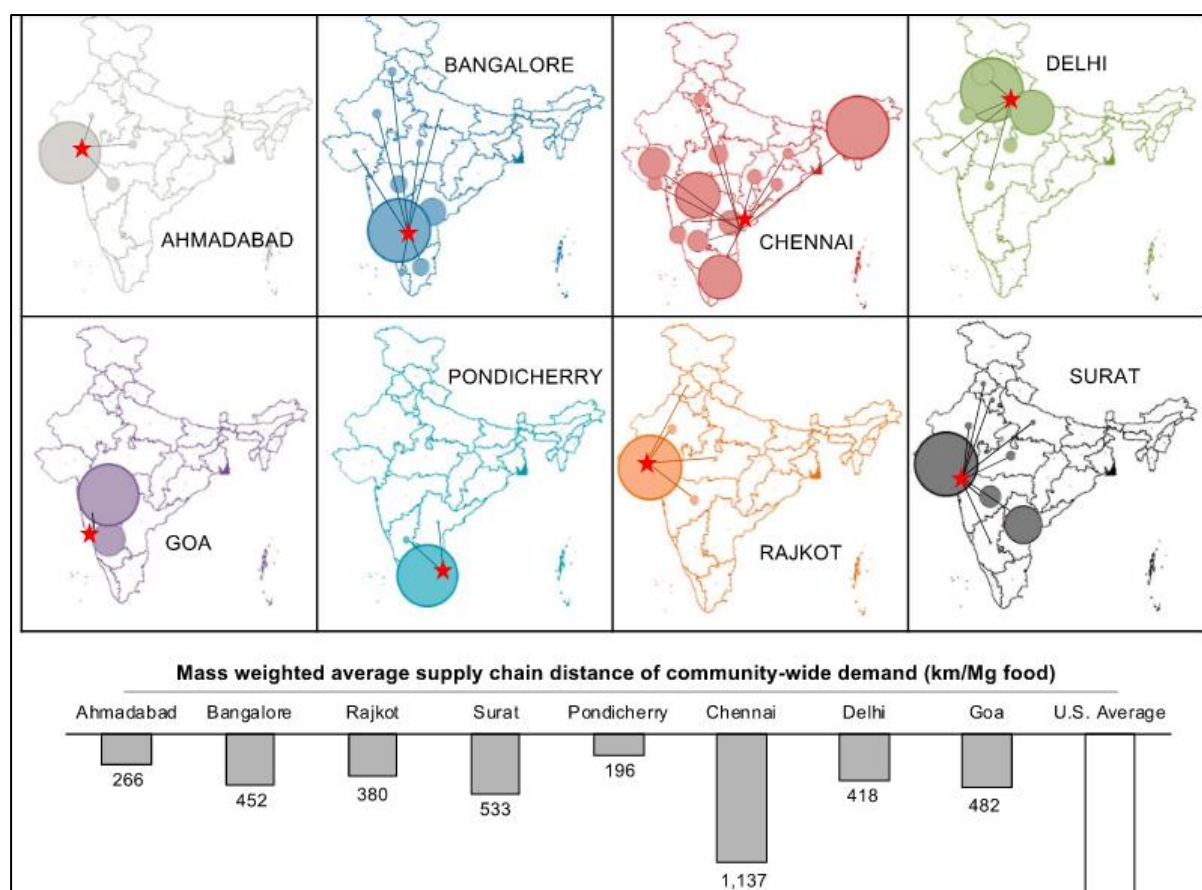 BANGALORE
DELHI
AHMADABAD
CHENNAI
PONDICHERRY
SURAT
GOA
RAJKOT
Mass weighted average supply chain distance of community-wide demand (km/Mg food)
Ahmadabad Bangalore Rajkot Surat Pondicherry Chennai Delhi Goa U.S. Average
266 452 380 533 196 1,137 418 482